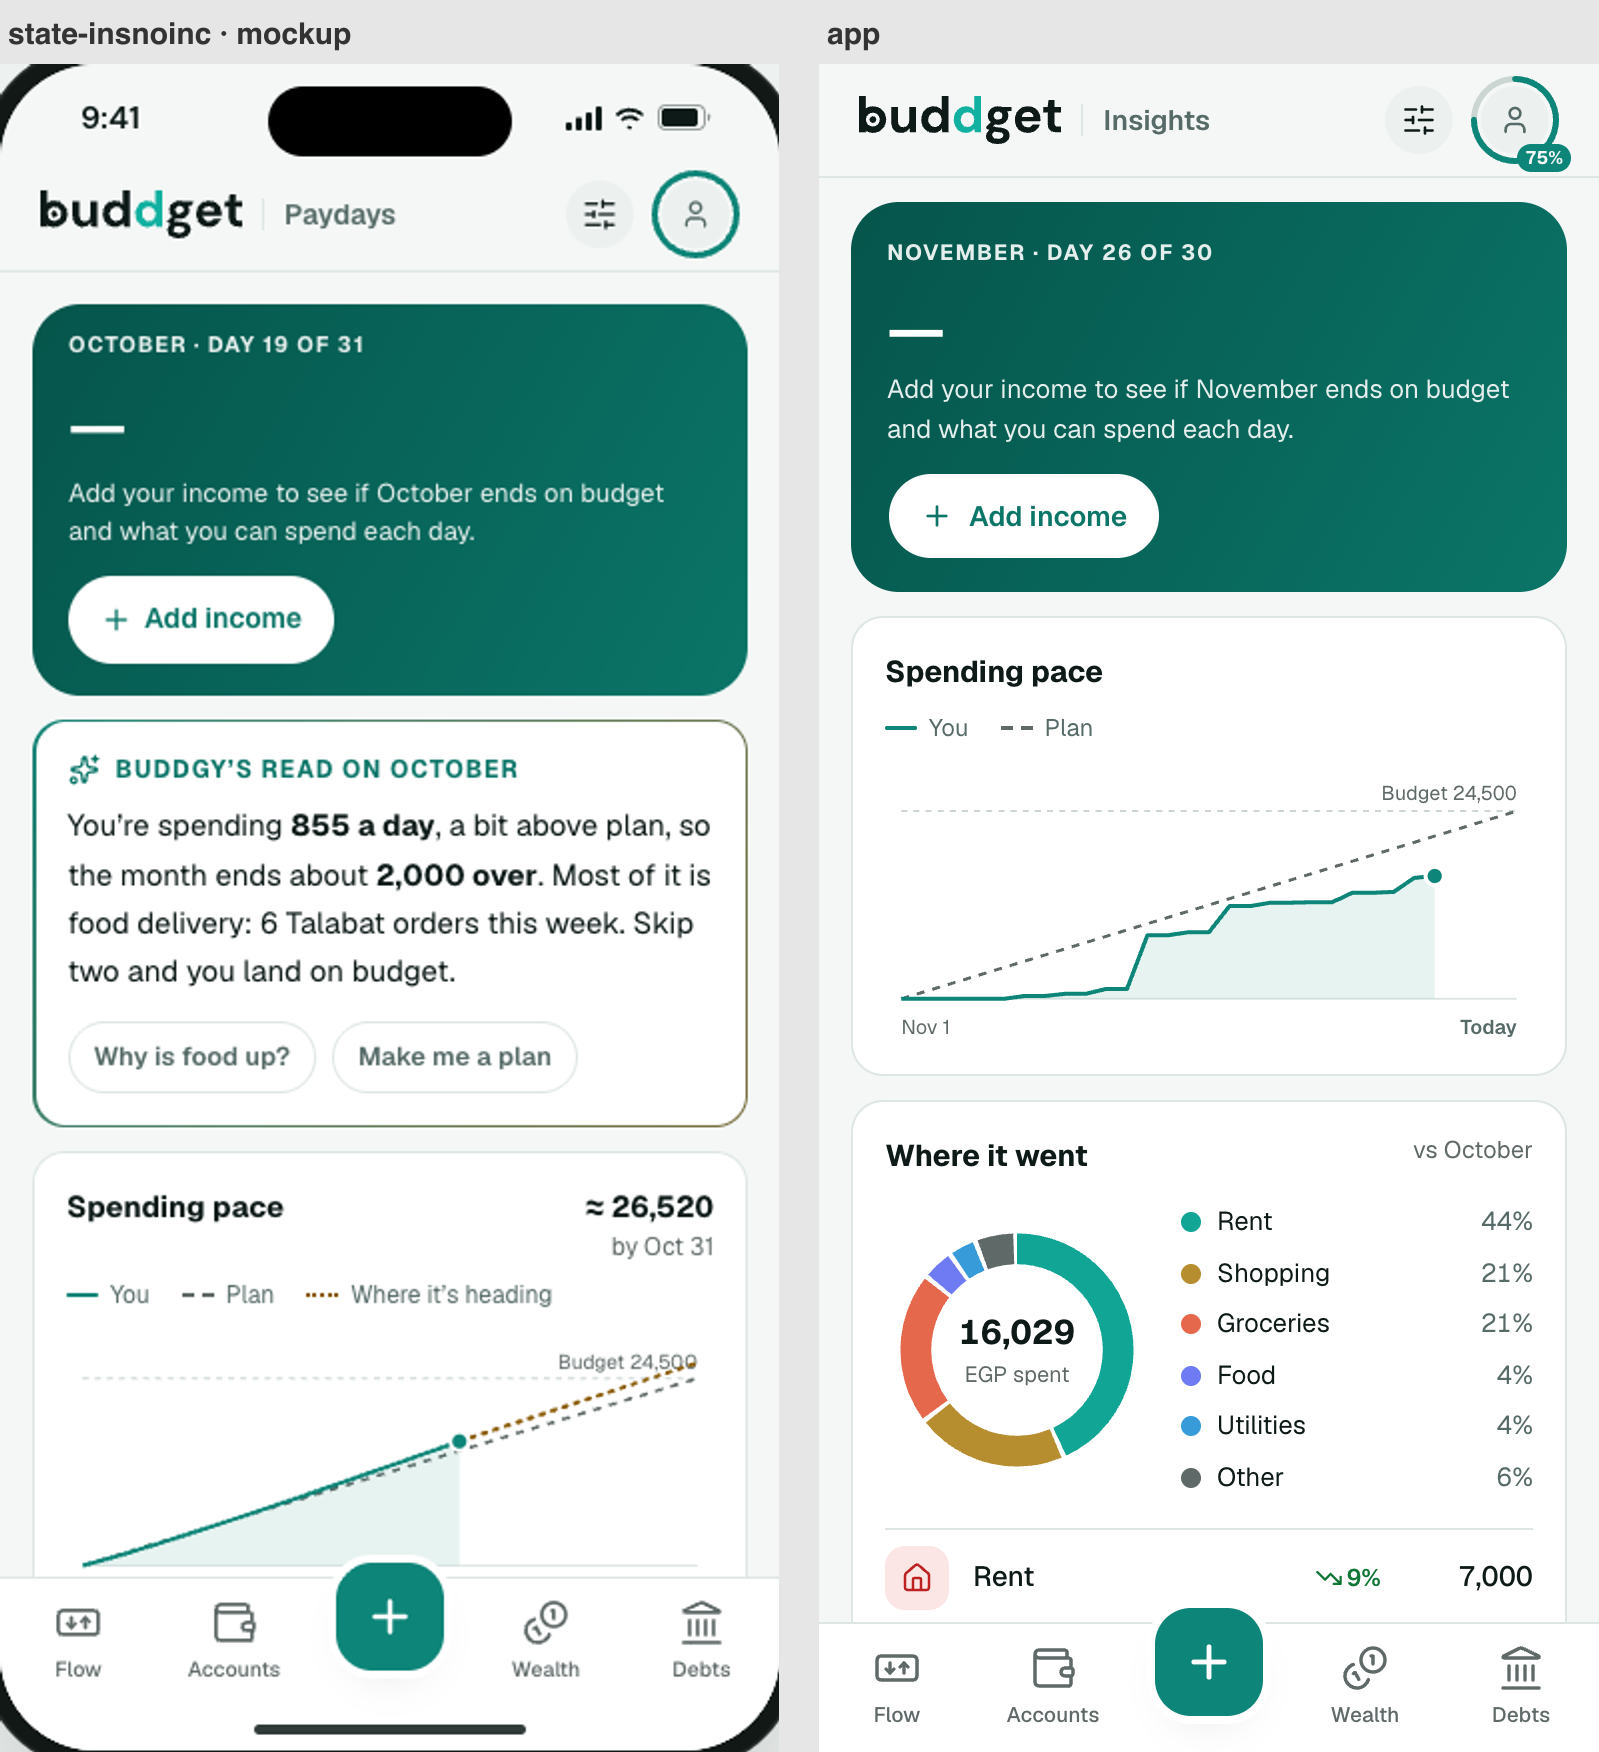 state-insnoinc · mockup
9:41
buddget
Paydays
OCTOBER · DAY 19 OF 31
—
Add your income to see if October ends on budget
and what you can spend each day.
+ Add income
BUDDGY’S READ ON OCTOBER
You’re spending 855 a day, a bit above plan, so
the month ends about 2,000 over. Most of it is
food delivery: 6 Talabat orders this week. Skip
two and you land on budget.
Why is food up?
Make me a plan
Spending pace
≈ 26,520
by Oct 31
You
Plan
Where it’s heading
Budget 24,500
Flow
Accounts
Wealth
Debts
app
buddget
Insights
75%
NOVEMBER · DAY 26 OF 30
—
Add your income to see if November ends on budget
and what you can spend each day.
+ Add income
Spending pace
You
Plan
Budget 24,500
Nov 1
Today
Where it went
vs October
16,029
EGP spent
Rent 44%
Shopping 21%
Groceries 21%
Food 4%
Utilities 4%
Other 6%
Rent 9% 7,000
Flow
Accounts
Wealth
Debts